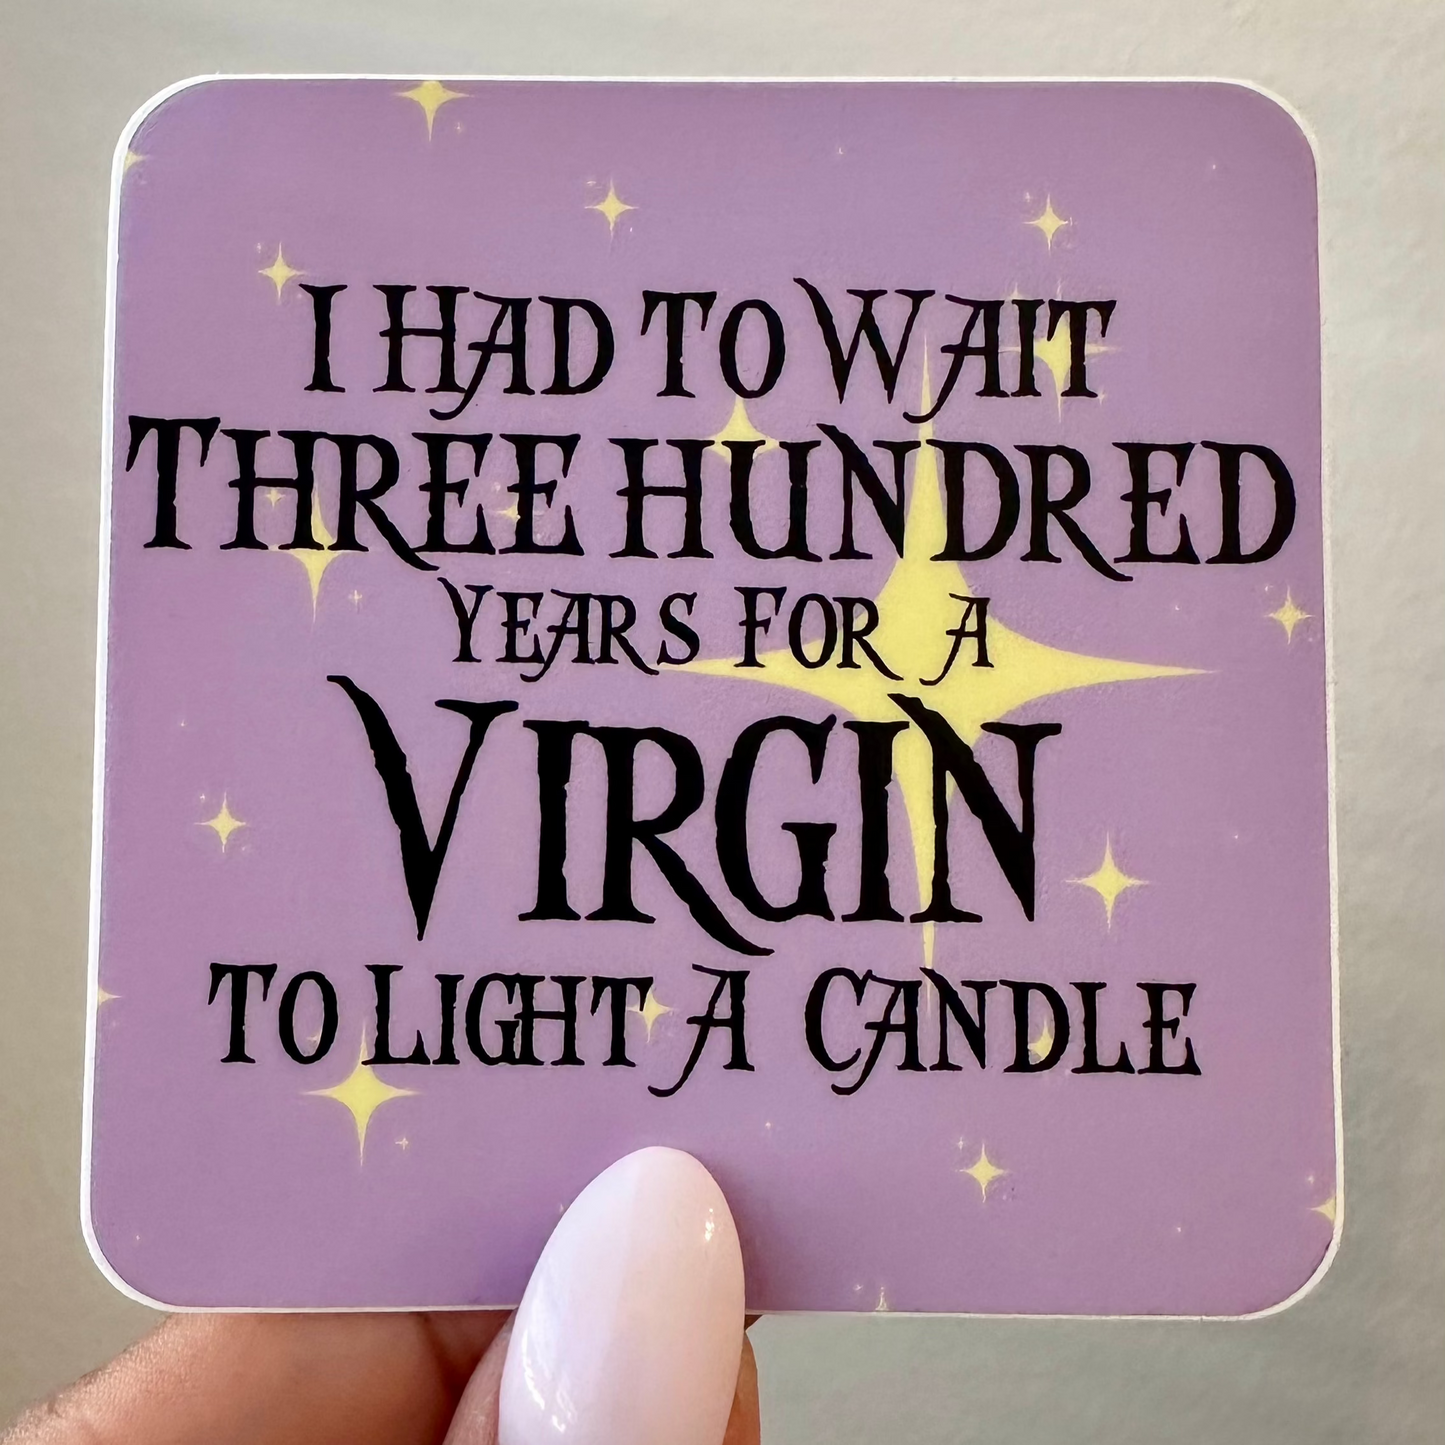 I HAD TO WAIT
THREE HUNDRED
YEARS FOR A
VIRGIN
TO LIGHT A CANDLE